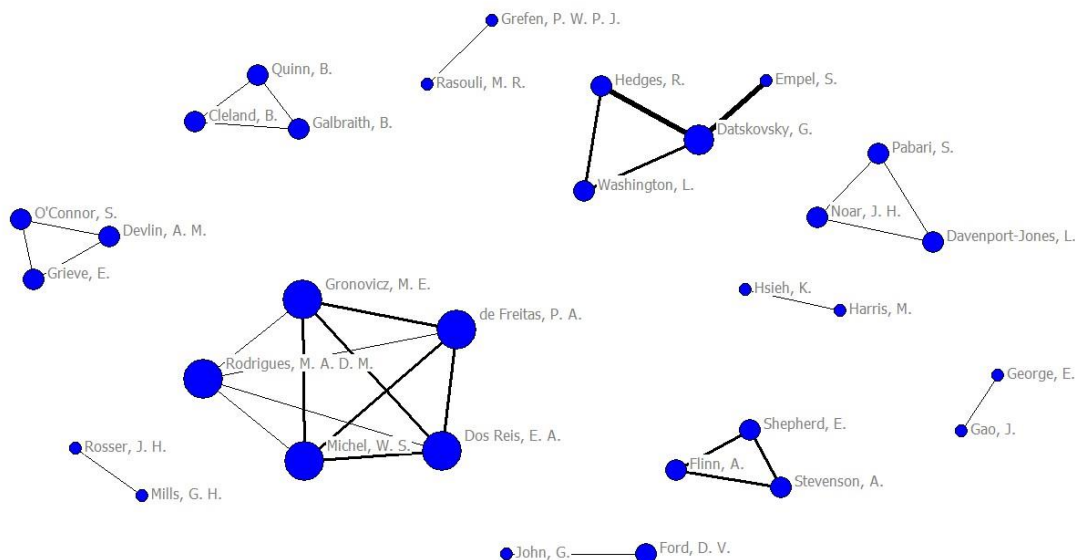 Grefen, P. W. P. J.
Quinn, B.
Rasouli, M. R.
Hedges, R.
Empel, S.
Cleland, B.
Galbraith, B.
Datskovsky, G.
Pabari, S.
Washington, L.
O'Connor, S.
Noar, J. H.
Devlin, A. M.
Davenport-Jones, L.
Grieve, E.
Gronovicz, M. E.
Hsieh, K.
Harris, M.
de Freitas, P. A.
Rodrigues, M. A. D. M.
George, E.
Shepherd, E.
Gao, J.
Dos Reis, E. A.
Rosser, J. H.
Michel, W. S.
Flinn, A.
Stevenson, A.
Mills, G. H.
John, G.
Ford, D. V.